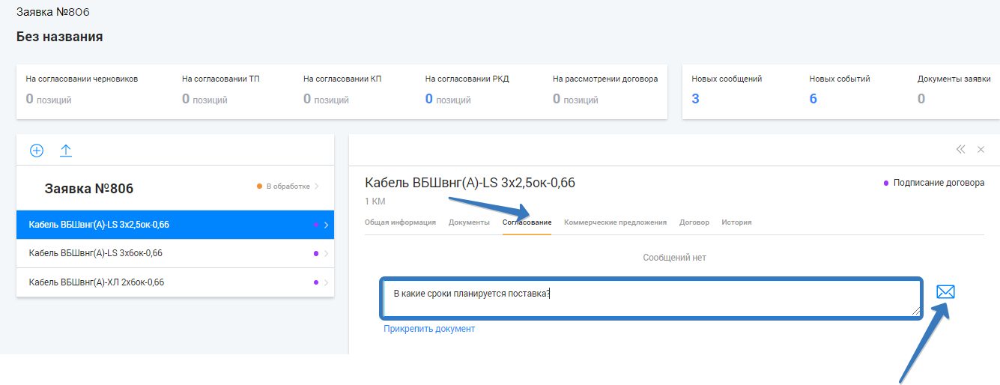 Заявка №806
Без названия
На согласовании черновиков
0 позиций
На согласовании ТП
0 позиций
На согласовании КП
0 позиций
На согласовании РКД
0 позиций
На рассмотрении договора
0 позиций
Новых сообщений
3
Новых событий
6
Документы заявки
0
Заявка №806
В обработке
Кабель ВБШвнг(А)-LS 3х2,5ок-0,66
Кабель ВБШвнг(А)-LS 3х6ок-0,66
Кабель ВБШвнг(А)-ХЛ 2х6ок-0,66
Кабель ВБШвнг(А)-LS 3х2,5ок-0,66
Подписание договора
1 КМ
Общая информация Документы Согласование Коммерческие предложения Договор История
Сообщений нет
В какие сроки планируется поставка?
Прикрепить документ